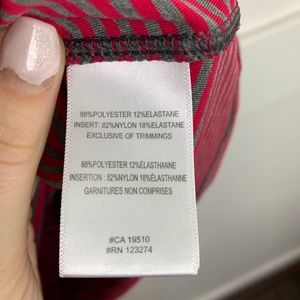 88%POLYESTER 12%ELASTANE
INSERT: 82%NYLON 18%ELASTANE
EXCLUSIVE OF TRIMMINGS
88%POLYESTER 12%ÉLASTHANNE
INSERTION : 82%NYLON 18%ÉLASTHANNE
GARNITURES NON COMPRISES
#CA 19510
#RN 123274